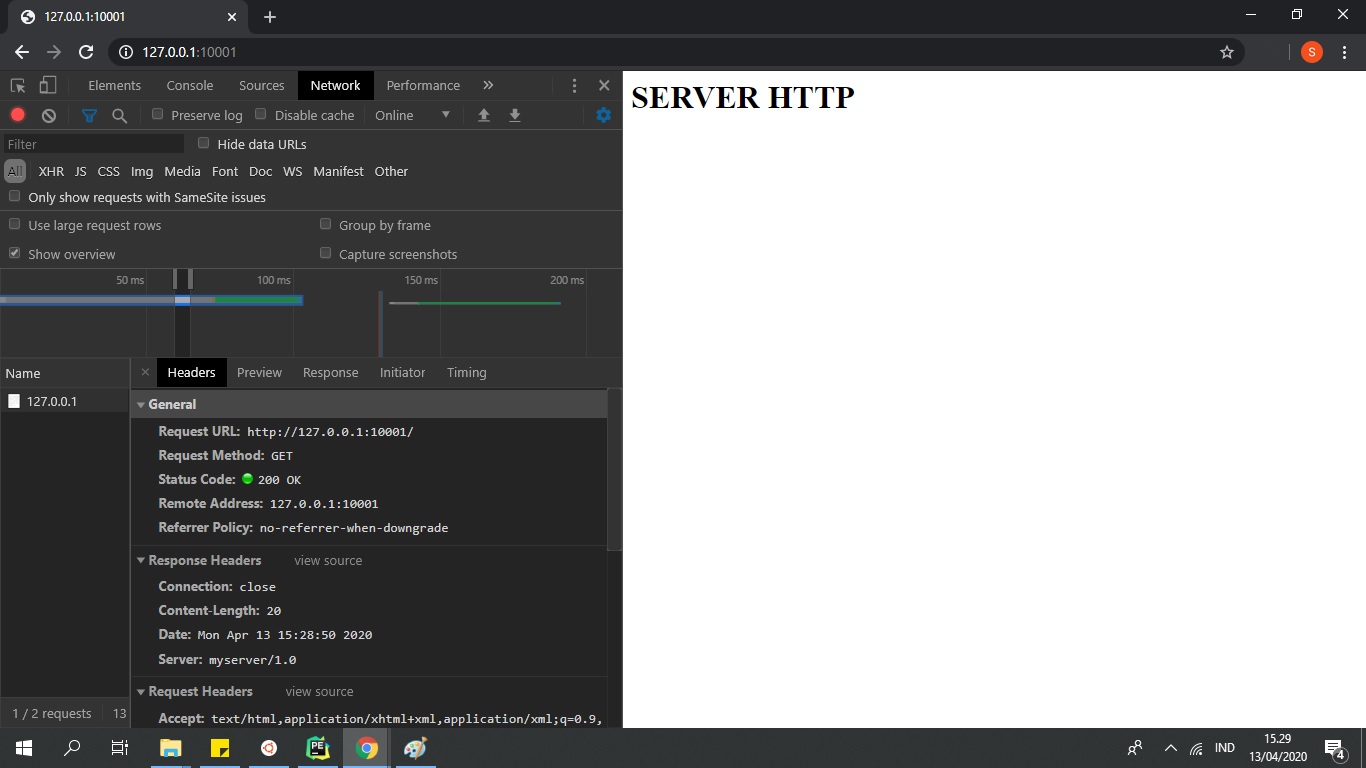 127.0.0.1:10001
127.0.0.1:10001
S
Elements Console Sources Network Performance »
Preserve log Disable cache Online
Filter Hide data URLs
All XHR JS CSS Img Media Font Doc WS Manifest Other
Only show requests with SameSite issues
Use large request rows Group by frame
Show overview Capture screenshots
50 ms 100 ms 150 ms 200 ms
Name Headers Preview Response Initiator Timing
127.0.0.1
General
Request URL: http://127.0.0.1:10001/
Request Method: GET
Status Code: 200 OK
Remote Address: 127.0.0.1:10001
Referrer Policy: no-referrer-when-downgrade
Response Headers view source
Connection: close
Content-Length: 20
Date: Mon Apr 13 15:28:50 2020
Server: myserver/1.0
Request Headers view source
Accept: text/html,application/xhtml+xml,application/xml;q=0.9,
1 / 2 requests 13
SERVER HTTP
PE
IND
15.29
13/04/2020
4